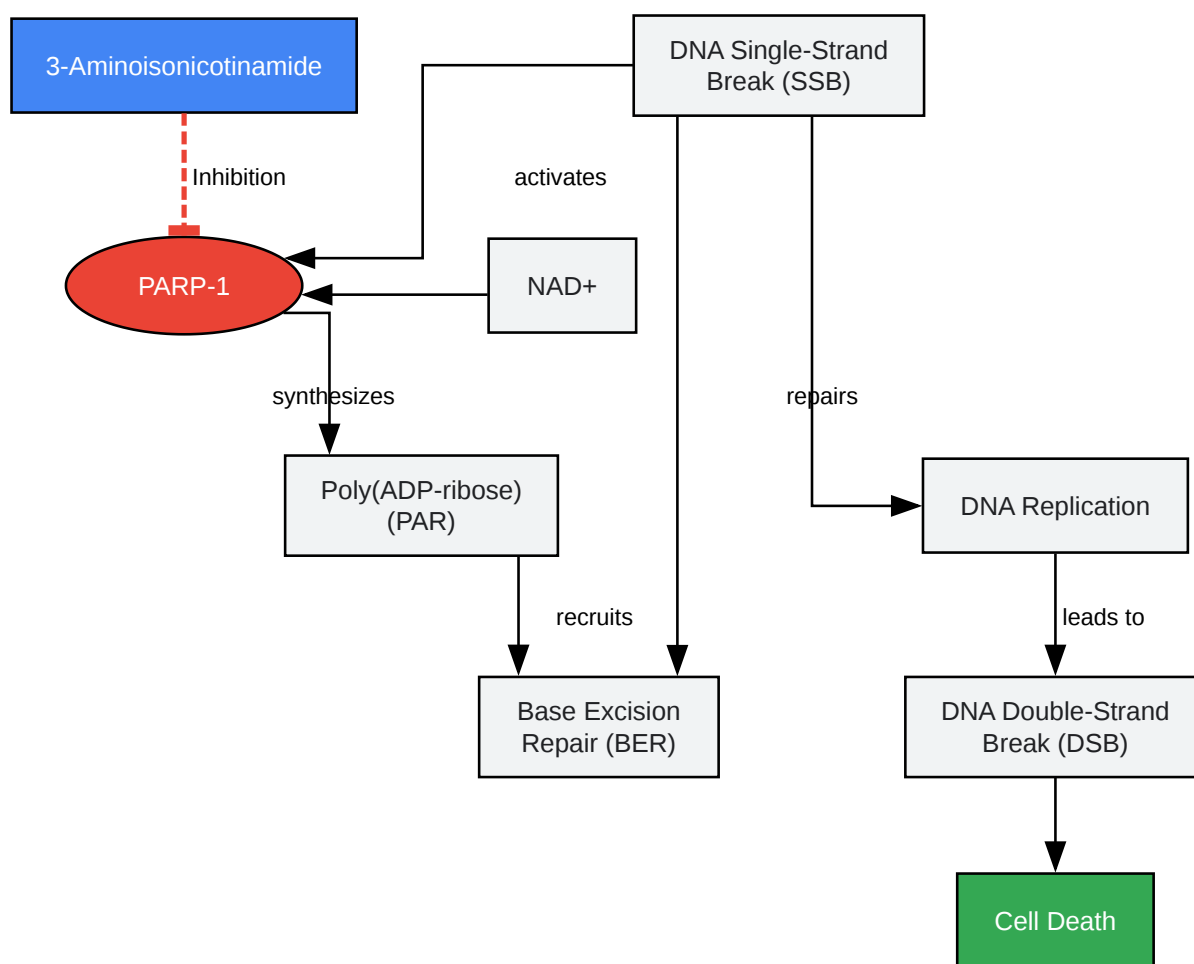 3-Aminoisonicotinamide
DNA Single-Strand
Break (SSB)
Inhibition
activates
PARP-1
NAD+
synthesizes
repairs
Poly(ADP-ribose)
(PAR)
DNA Replication
recruits
leads to
Base Excision
Repair (BER)
DNA Double-Strand
Break (DSB)
Cell Death